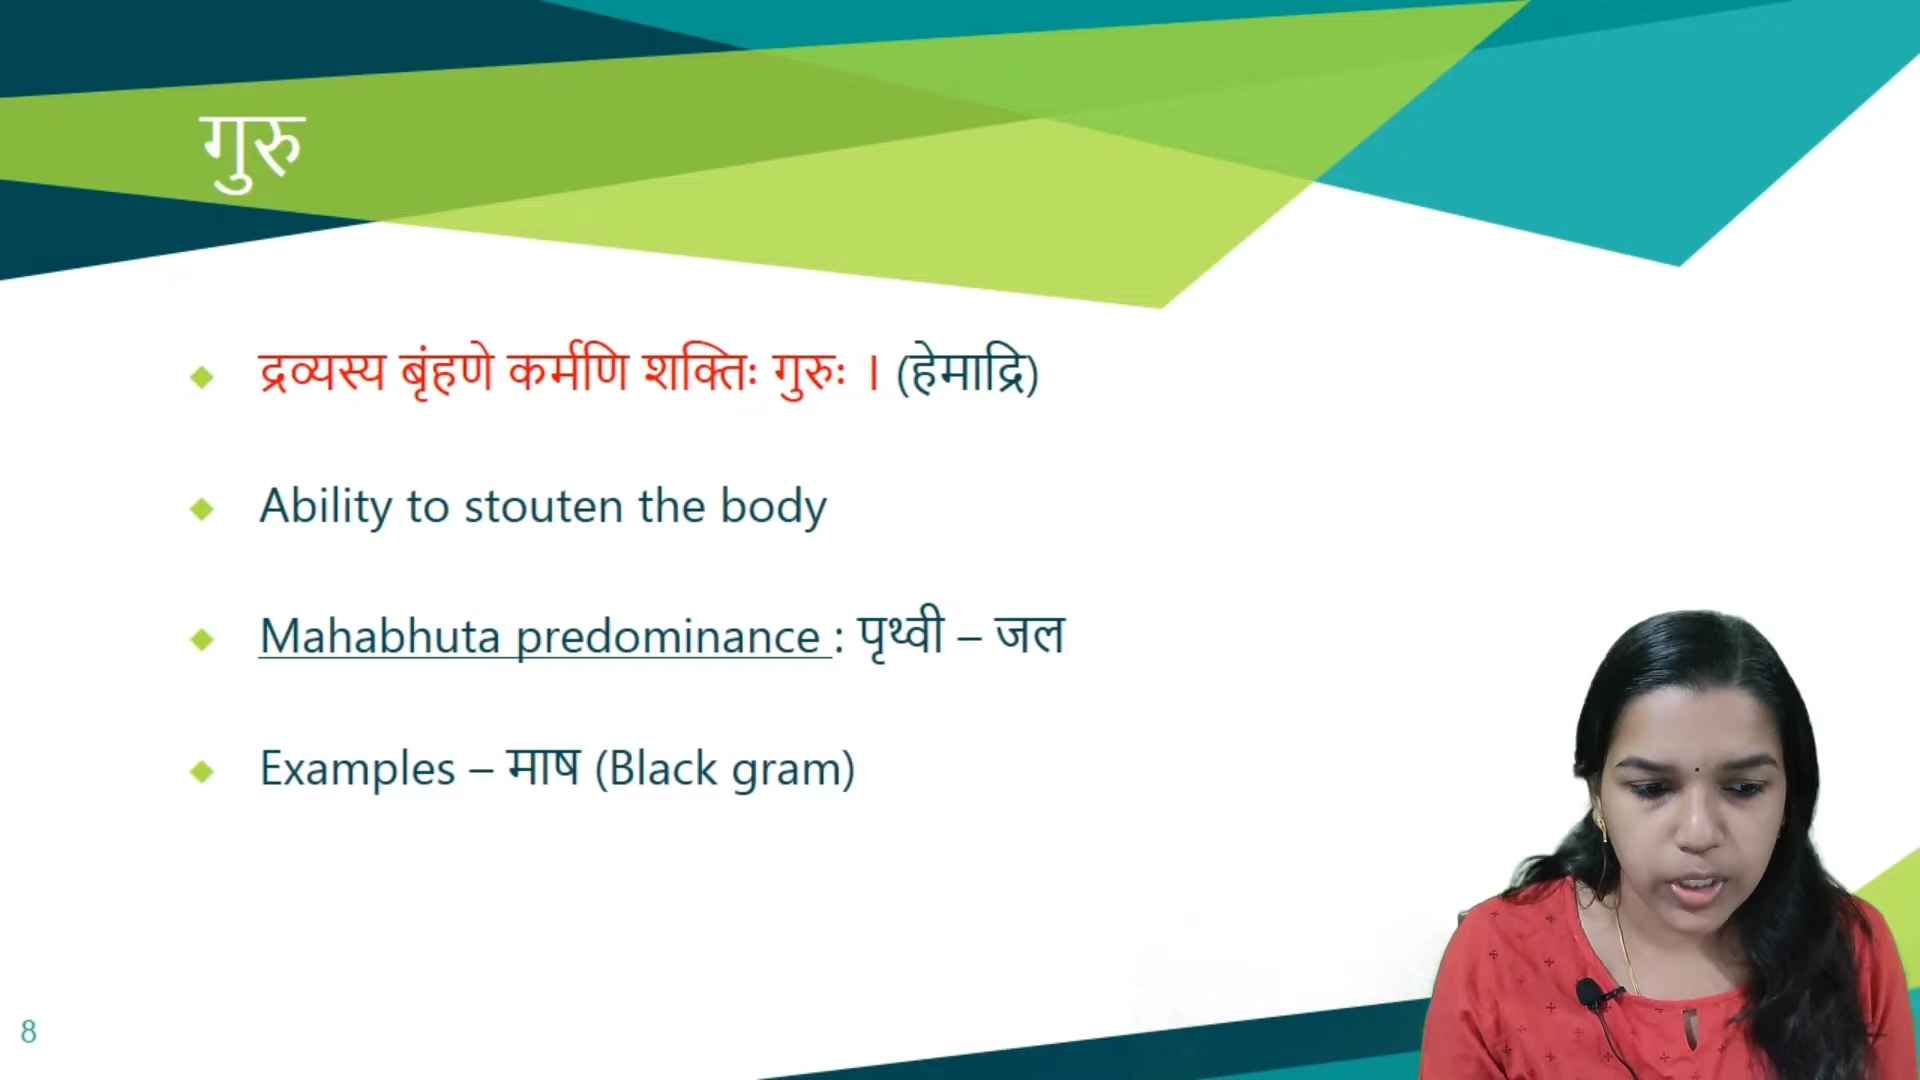 गुरु
द्रव्यस्य बृंहणे कर्मणि शक्तिः गुरुः । (हेमाद्रि)
Ability to stouten the body
Mahabhuta predominance : पृथ्वी – जल
Examples – माष (Black gram)
8